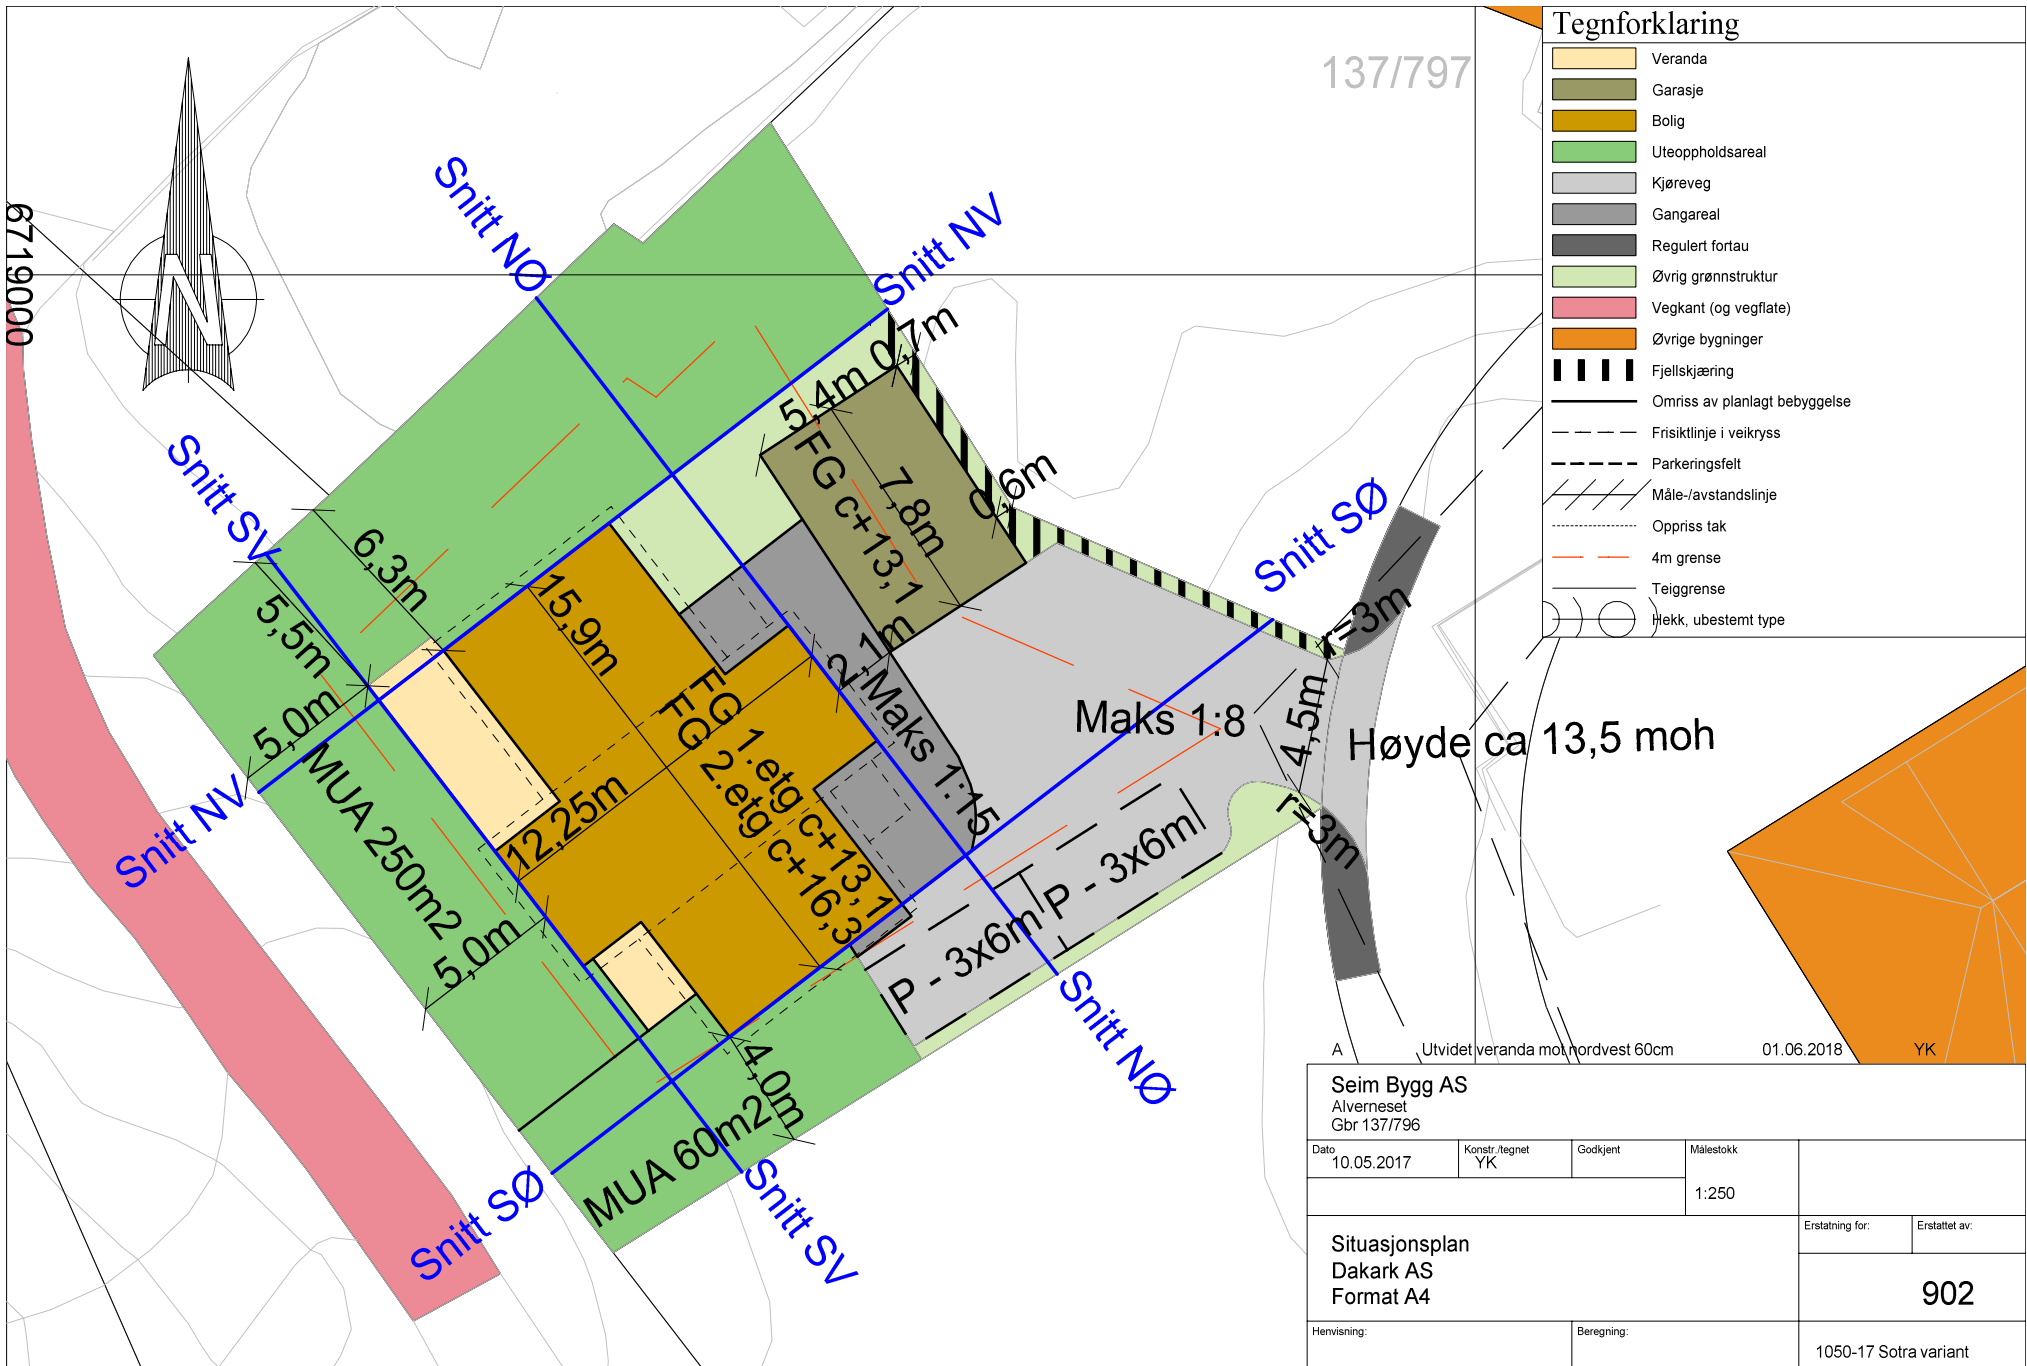 Tegnforklaring
Veranda
Garasje
Bolig
Uteoppholdsareal
Kjøreveg
Gangareal
Regulert fortau
Øvrig grønnstruktur
Vegkant (og vegflate)
Øvrige bygninger
Fjellskjæring
Omriss av planlagt bebyggelse
Frisiktlinje i veikryss
Parkeringsfelt
Måle-/avstandslinje
Oppriss tak
4m grense
Teiggrense
Hekk, ubestemt type
137/797
6719000
N
Snitt NØ
Snitt NV
Snitt SV
Snitt SØ
0,7m
5,4m
FG c+13,1
7,8m
0,6m
6,3m
5,5m
5,0m
15,9m
2,1m
r=3m
Maks 1:8
4,5m
Høyde ca 13,5 moh
Maks 1:15
FG 1.etg c+13,1
FG 2.etg c+16,3
12,25m
MUA 250m2
Snitt NV
5,0m
r=3m
P - 3x6m
P - 3x6m
4,0m
MUA 60m2
Snitt NØ
Snitt SØ
Snitt SV
A Utvidet veranda mot nordvest 60cm 01.06.2018 YK
Seim Bygg AS
Alverneset
Gbr 137/796
Dato
10.05.2017
Konstr./tegnet
YK
Godkjent
Målestokk
1:250
Situasjonsplan
Dakark AS
Format A4
Erstatning for:
Erstattet av:
902
Henvisning:
Beregning:
1050-17 Sotra variant